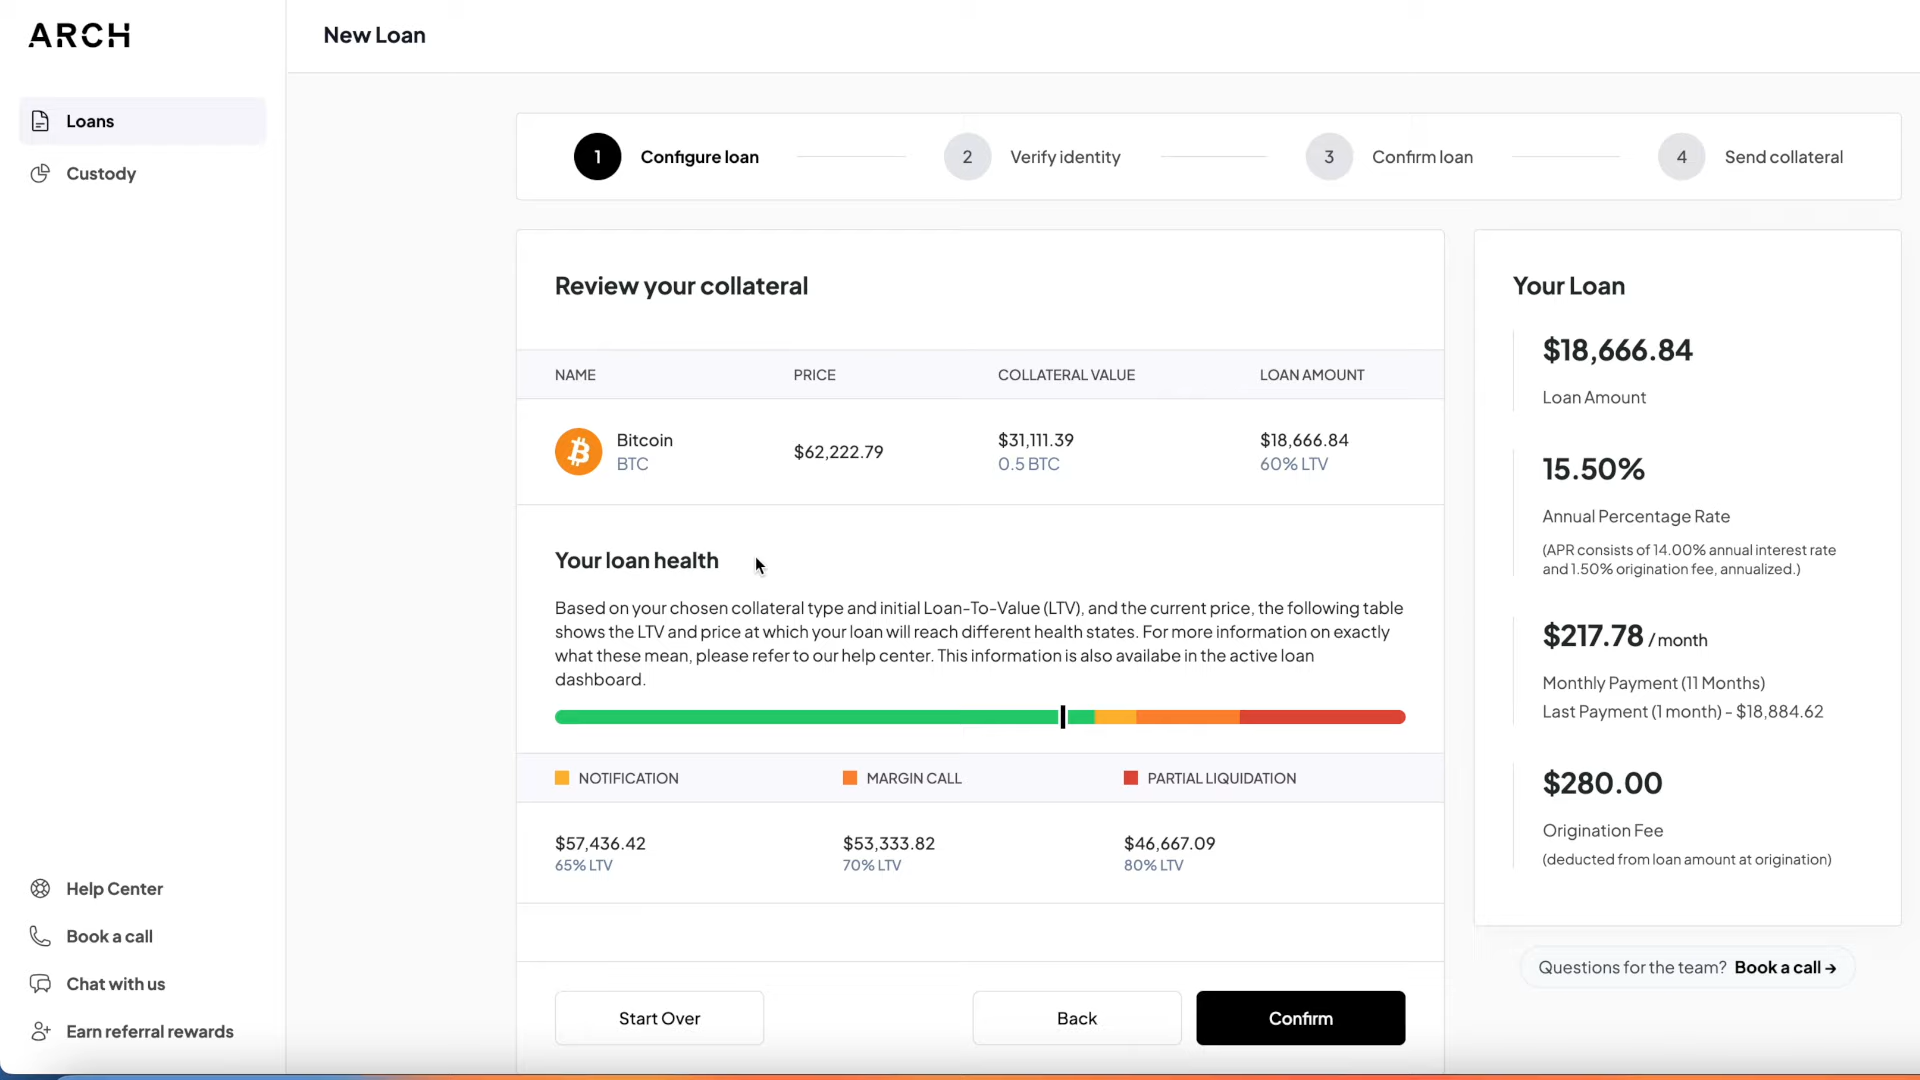 ARCH
New Loan
Loans
Custody
1 Configure loan
2 Verify identity
3 Confirm loan
4 Send collateral
Review your collateral
NAME PRICE COLLATERAL VALUE LOAN AMOUNT
Bitcoin
BTC
$62,222.79
$31,111.39
0.5 BTC
$18,666.84
60% LTV
Your loan health
Based on your chosen collateral type and initial Loan-To-Value (LTV), and the current price, the following table
shows the LTV and price at which your loan will reach different health states. For more information on exactly
what these mean, please refer to our help center. This information is also availabe in the active loan
dashboard.
NOTIFICATION MARGIN CALL PARTIAL LIQUIDATION
$57,436.42 $53,333.82 $46,667.09
65% LTV 70% LTV 80% LTV
Start Over
Back
Confirm
Your Loan
$18,666.84
Loan Amount
15.50%
Annual Percentage Rate
(APR consists of 14.00% annual interest rate
and 1.50% origination fee, annualized.)
$217.78 / month
Monthly Payment (11 Months)
Last Payment (1 month) - $18,884.62
$280.00
Origination Fee
(deducted from loan amount at origination)
Questions for the team? Book a call →
Help Center
Book a call
Chat with us
Earn referral rewards